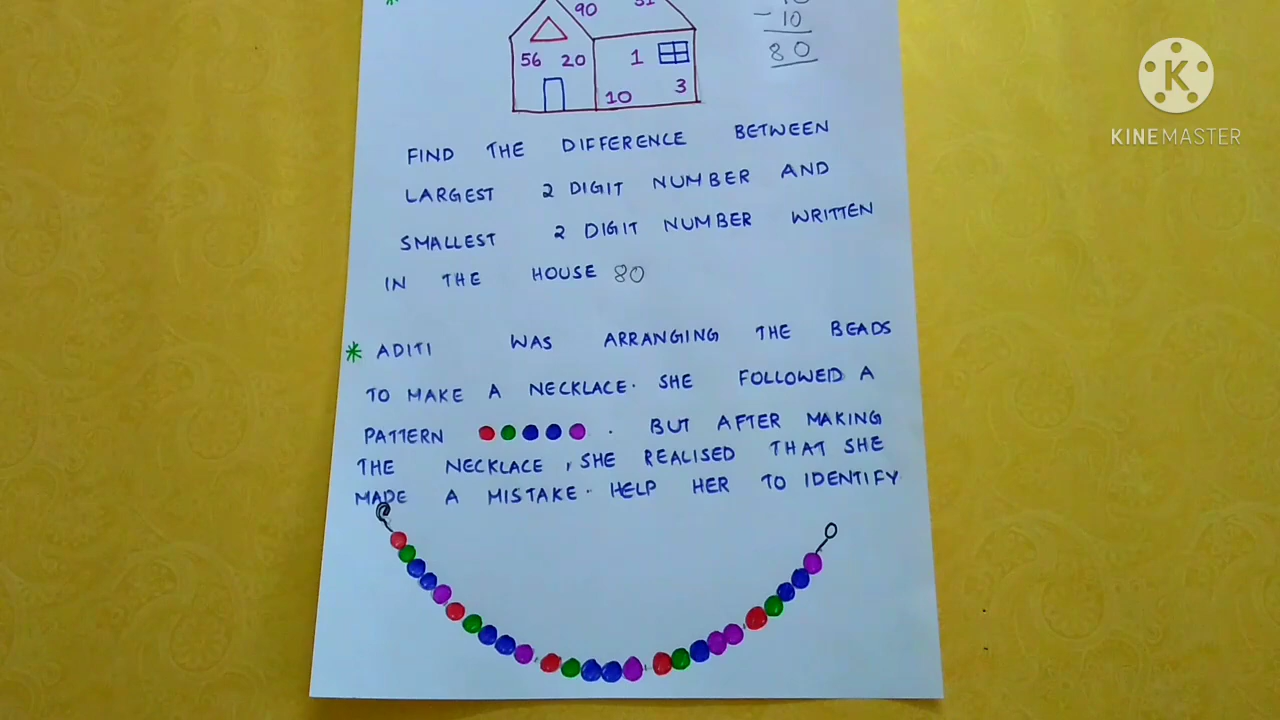 90
- 10
56 20 1
80
10 3
FIND THE DIFFERENCE BETWEEN
LARGEST 2 DIGIT NUMBER AND
SMALLEST 2 DIGIT NUMBER WRITTEN
IN THE HOUSE 80
* ADITI WAS ARRANGING THE BEADS
TO MAKE A NECKLACE. SHE FOLLOWED A
PATTERN . BUT AFTER MAKING
THE NECKLACE, SHE REALISED THAT SHE
MADE A MISTAKE. HELP HER TO IDENTIFY
K
KINEMASTER